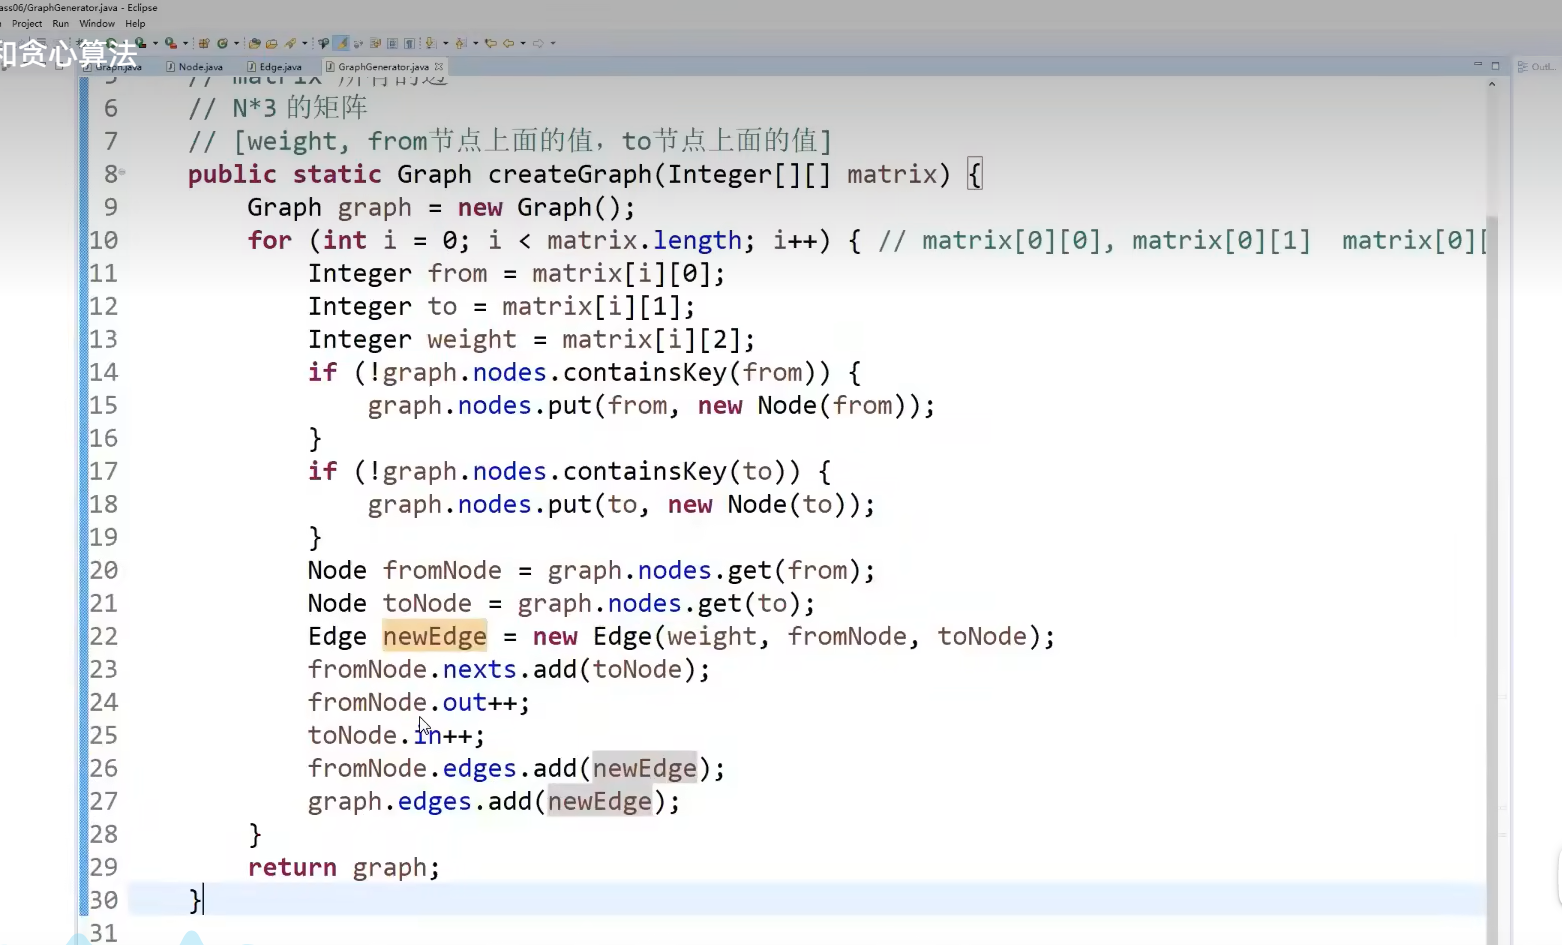 ass06/GraphGenerator.java - Eclipse
Project Run Window Help
和贪心算法
Graph.java Node.java Edge.java GraphGenerator.java
Outl...
5 // matrix 所有的边
6 // N*3 的矩阵
7 // [weight, from节点上面的值，to节点上面的值]
8 public static Graph createGraph(Integer[][] matrix) {
9 Graph graph = new Graph();
10 for (int i = 0; i < matrix.length; i++) { // matrix[0][0], matrix[0][1] matrix[0][
11 Integer from = matrix[i][0];
12 Integer to = matrix[i][1];
13 Integer weight = matrix[i][2];
14 if (!graph.nodes.containsKey(from)) {
15 graph.nodes.put(from, new Node(from));
16 }
17 if (!graph.nodes.containsKey(to)) {
18 graph.nodes.put(to, new Node(to));
19 }
20 Node fromNode = graph.nodes.get(from);
21 Node toNode = graph.nodes.get(to);
22 Edge newEdge = new Edge(weight, fromNode, toNode);
23 fromNode.nexts.add(toNode);
24 fromNode.out++;
25 toNode.in++;
26 fromNode.edges.add(newEdge);
27 graph.edges.add(newEdge);
28 }
29 return graph;
30 }
31